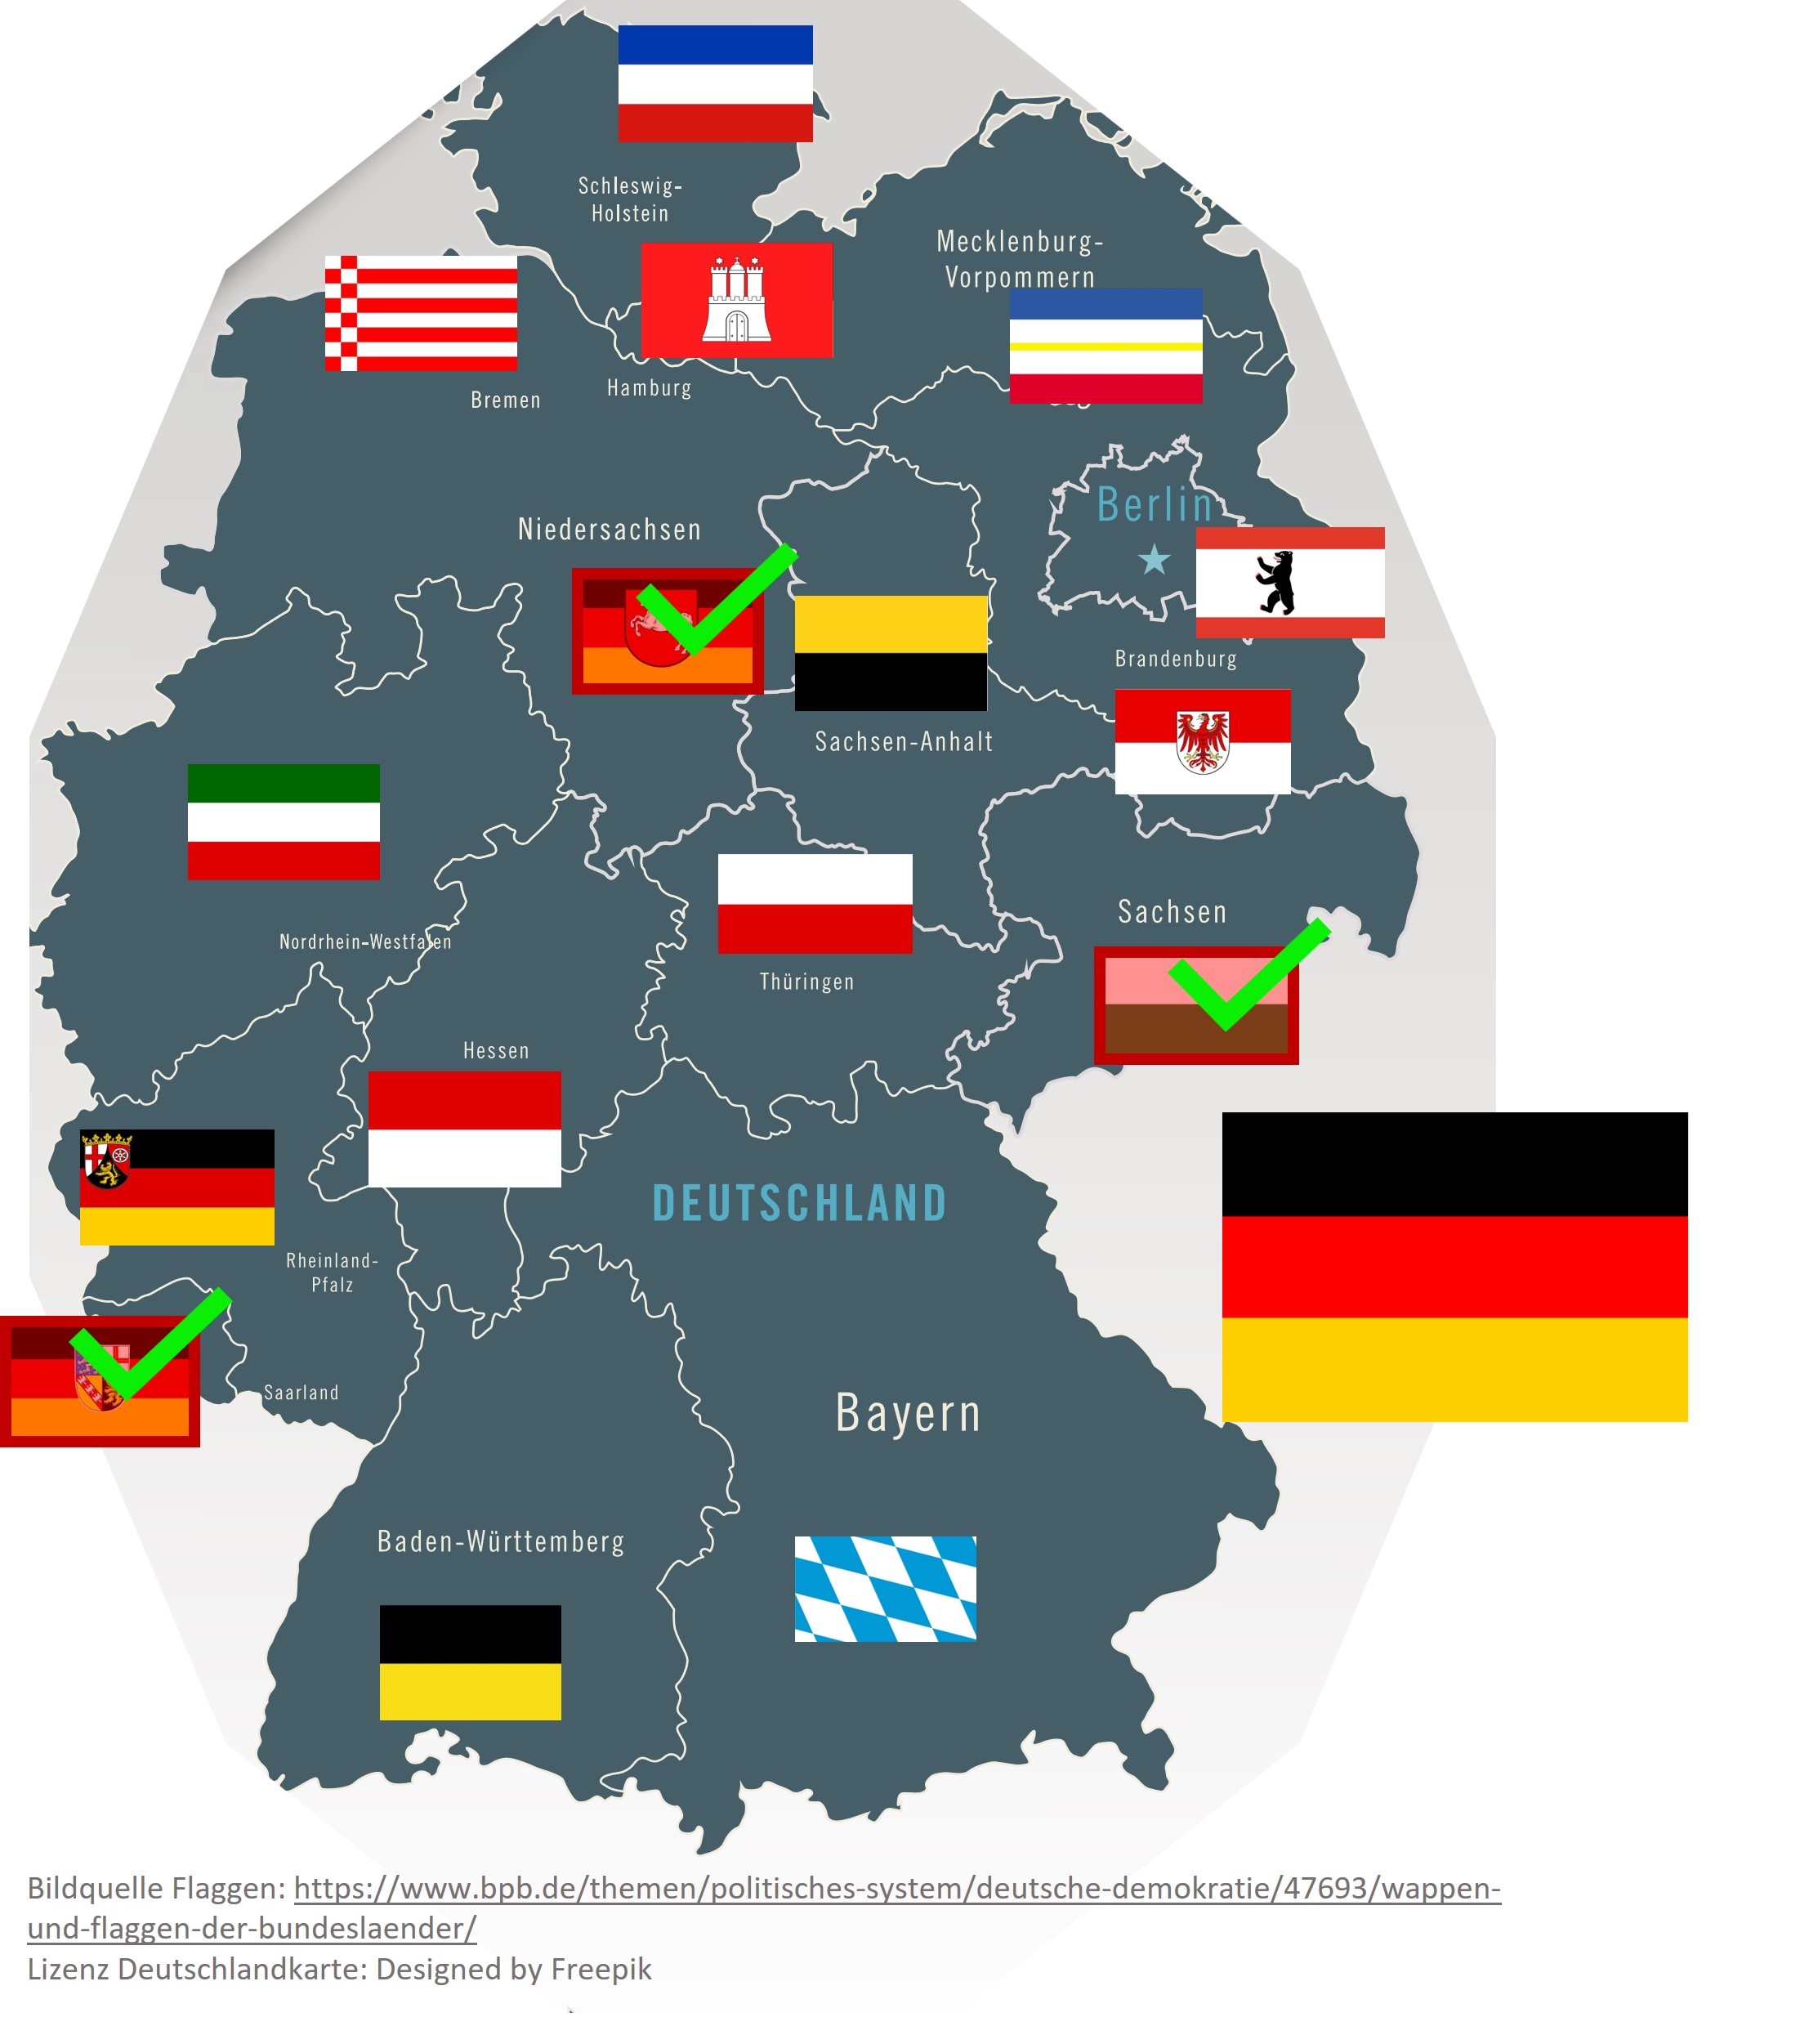 Schleswig-
Holstein
Mecklenburg-
Vorpommern
Hamburg
Bremen
Berlin
Niedersachsen
Brandenburg
Sachsen-Anhalt
Sachsen
Nordrhein-Westfalen
Thüringen
Hessen
DEUTSCHLAND
Rheinland-
Pfalz
Saarland
Bayern
Baden-Württemberg
Bildquelle Flaggen: https://www.bpb.de/themen/politisches-system/deutsche-demokratie/47693/wappen-
und-flaggen-der-bundeslaender/
Lizenz Deutschlandkarte: Designed by Freepik